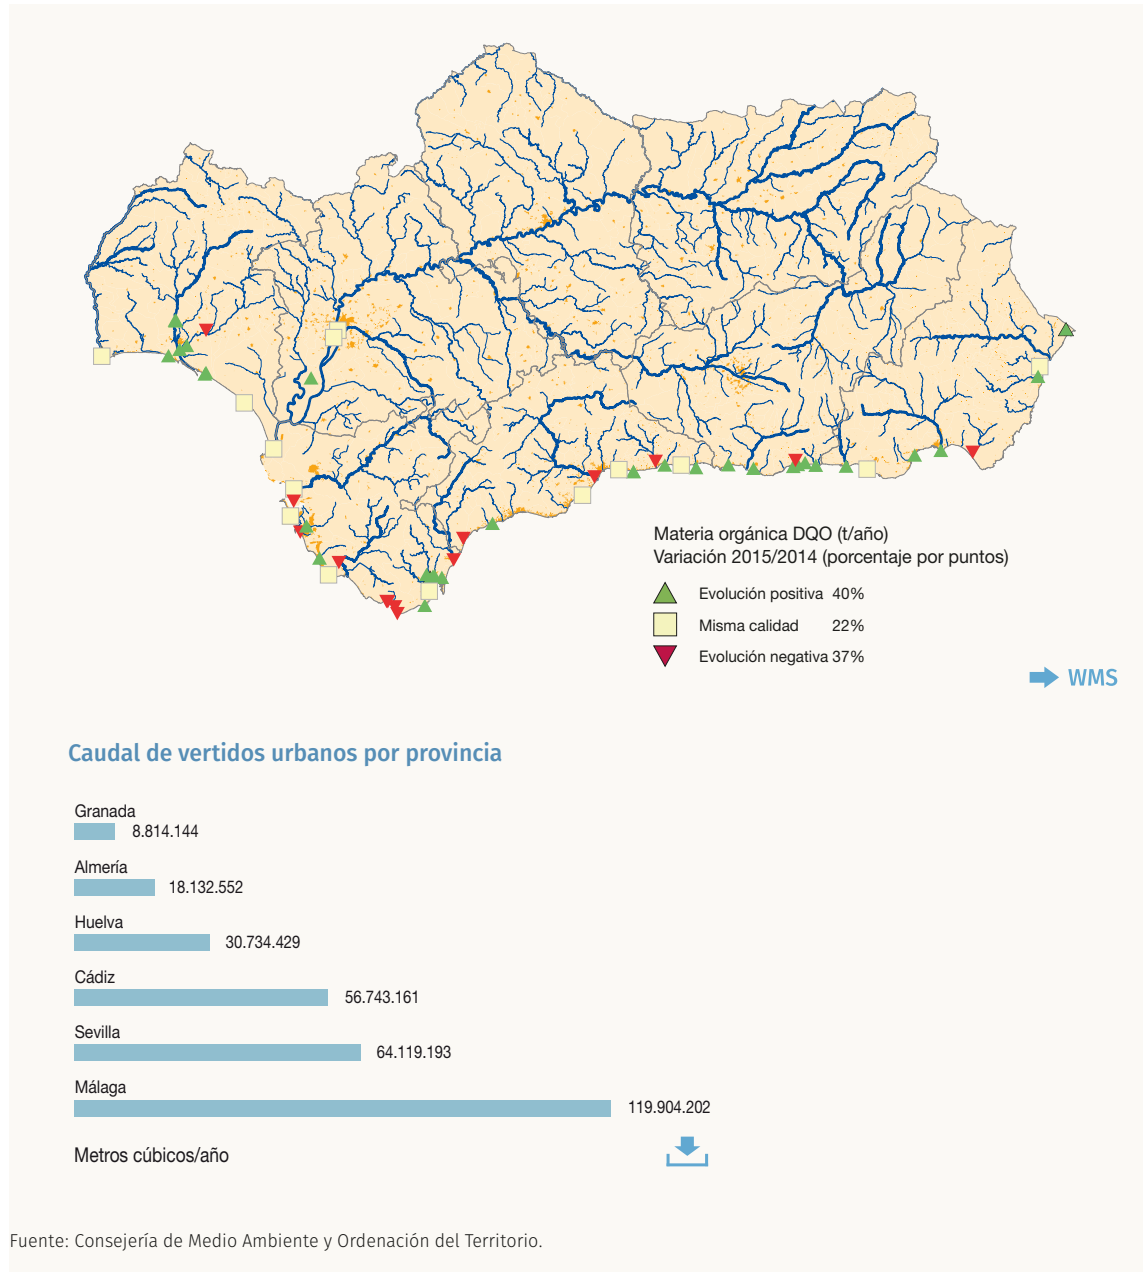 Materia orgánica DQO (t/año)
Variación 2015/2014 (porcentaje por puntos)
Evolución positiva 40%
Misma calidad 22%
Evolución negativa 37%
WMS
Caudal de vertidos urbanos por provincia
Granada
8.814.144
Almería
18.132.552
Huelva
30.734.429
Cádiz
56.743.161
Sevilla
64.119.193
Málaga
119.904.202
Metros cúbicos/año
Fuente: Consejería de Medio Ambiente y Ordenación del Territorio.